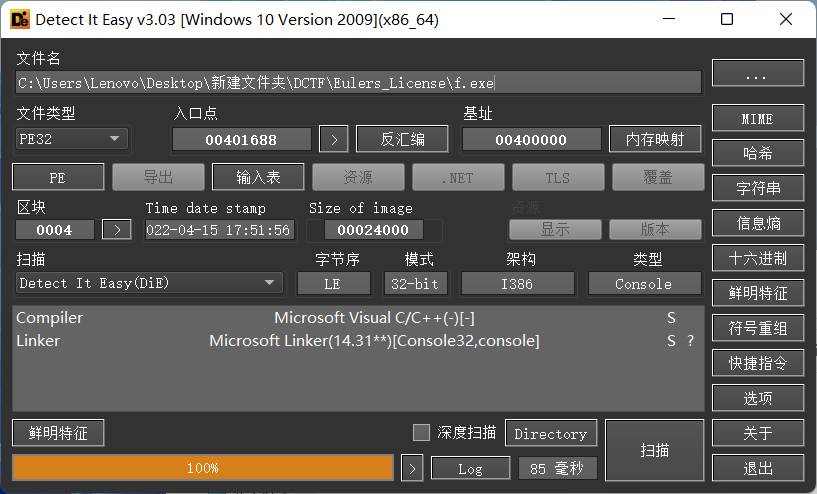 Detect It Easy v3.03 [Windows 10 Version 2009](x86_64)
文件名
C:\Users\Lenovo\Desktop\新建文件夹\DCTF\Eulers_License\f.exe
...
文件类型 入口点 基址
PE32 00401688 > 反汇编 00400000 内存映射 MIME
PE 导出 输入表 资源 .NET TLS 覆盖 哈希
区块 Time date stamp Size of image 资源 字符串
0004 > 022-04-15 17:51:56 00024000 显示 版本 信息熵
扫描 字节序 模式 架构 类型 十六进制
Detect It Easy(DiE) LE 32-bit I386 Console 鲜明特征
Compiler Microsoft Visual C/C++(-)[-] S 符号重组
Linker Microsoft Linker(14.31**)[Console32,console] S ?
快捷指令
选项
鲜明特征 深度扫描 Directory 扫描 关于
100% > Log 85 毫秒 退出